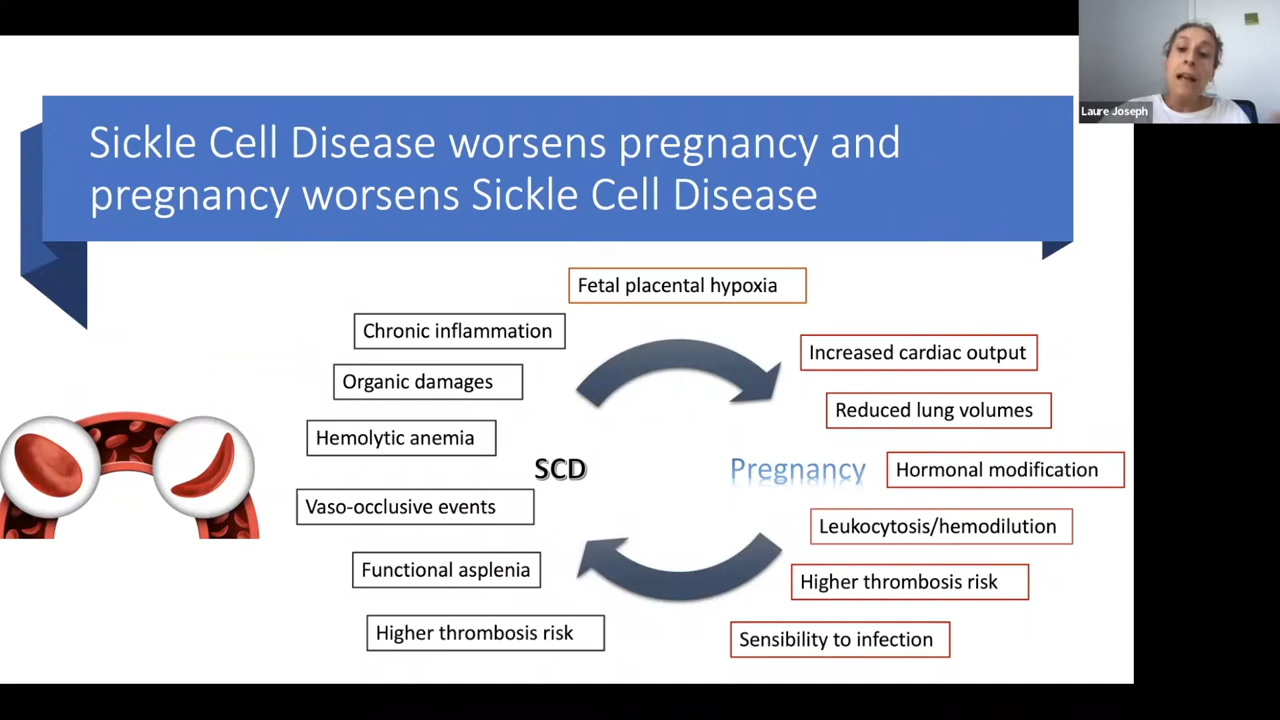 Laure Joseph
Sickle Cell Disease worsens pregnancy and
pregnancy worsens Sickle Cell Disease
Fetal placental hypoxia
Chronic inflammation
Organic damages
Hemolytic anemia
SCD
Vaso-occlusive events
Functional asplenia
Higher thrombosis risk
Increased cardiac output
Reduced lung volumes
Pregnancy
Hormonal modification
Leukocytosis/hemodilution
Higher thrombosis risk
Sensibility to infection